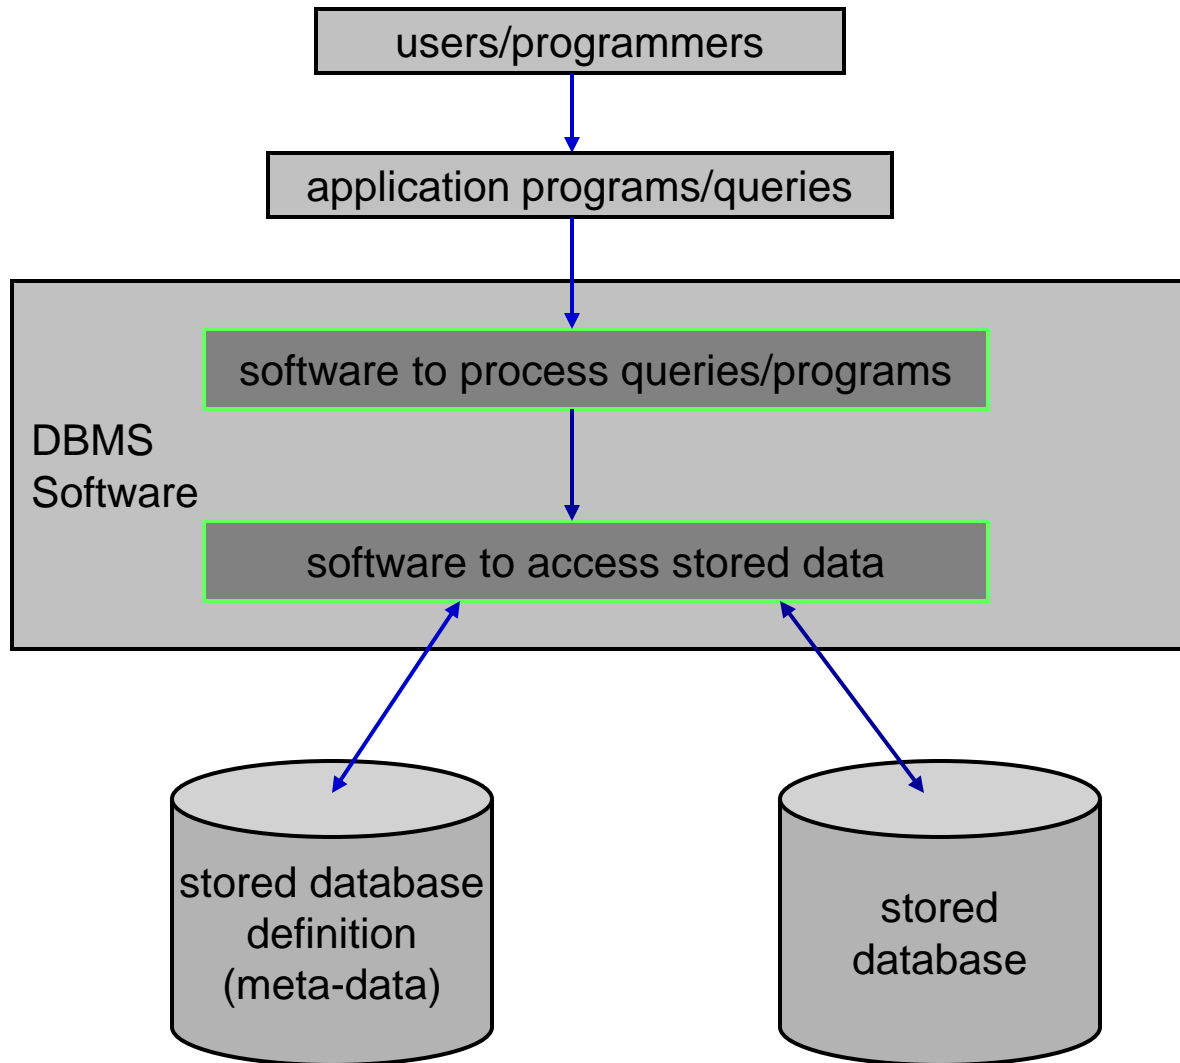 users/programmers
application programs/queries
software to process queries/programs
DBMS
Software
software to access stored data
stored database
definition
(meta-data)
stored
database